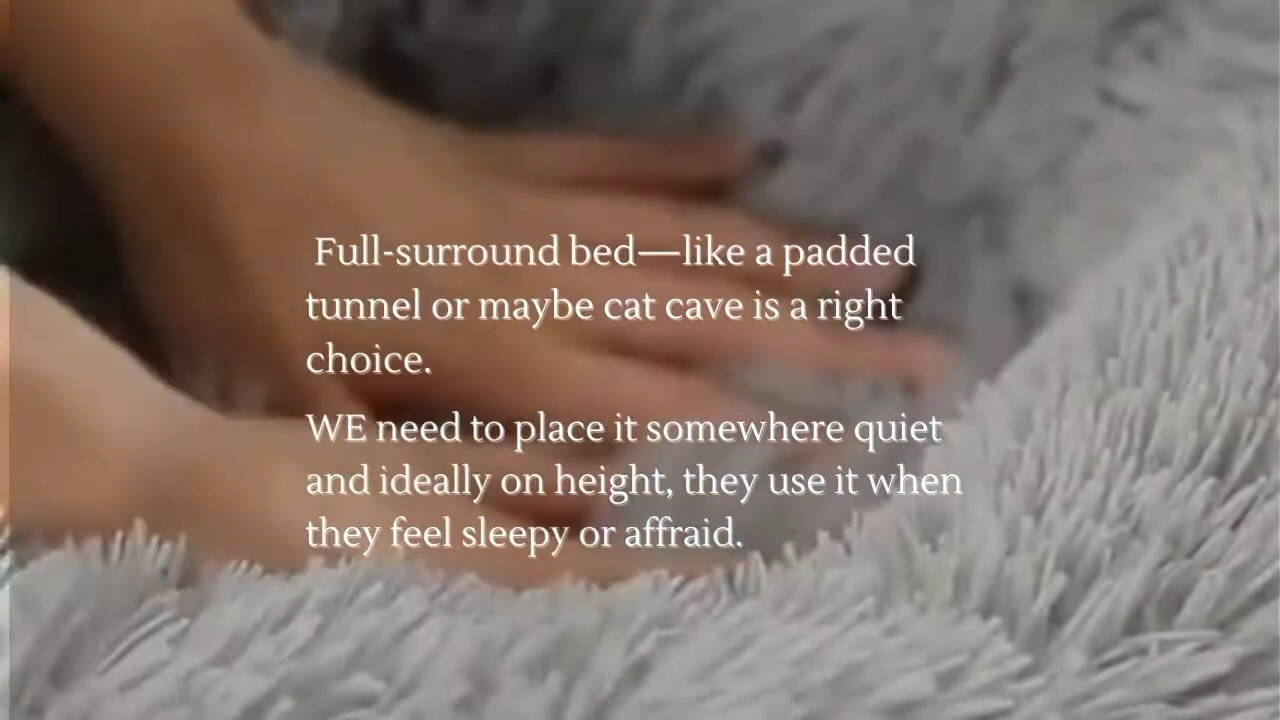 Full-surround bed—like a padded
tunnel or maybe cat cave is a right
choice.
WE need to place it somewhere quiet
and ideally on height, they use it when
they feel sleepy or affraid.